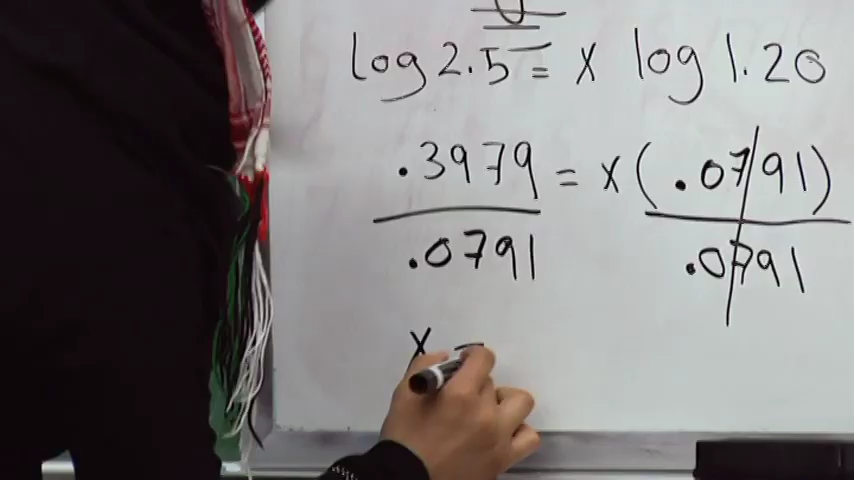 log 2.5 = x log 1.20
.3979 = x (.0791)
.0791 .0791
x =